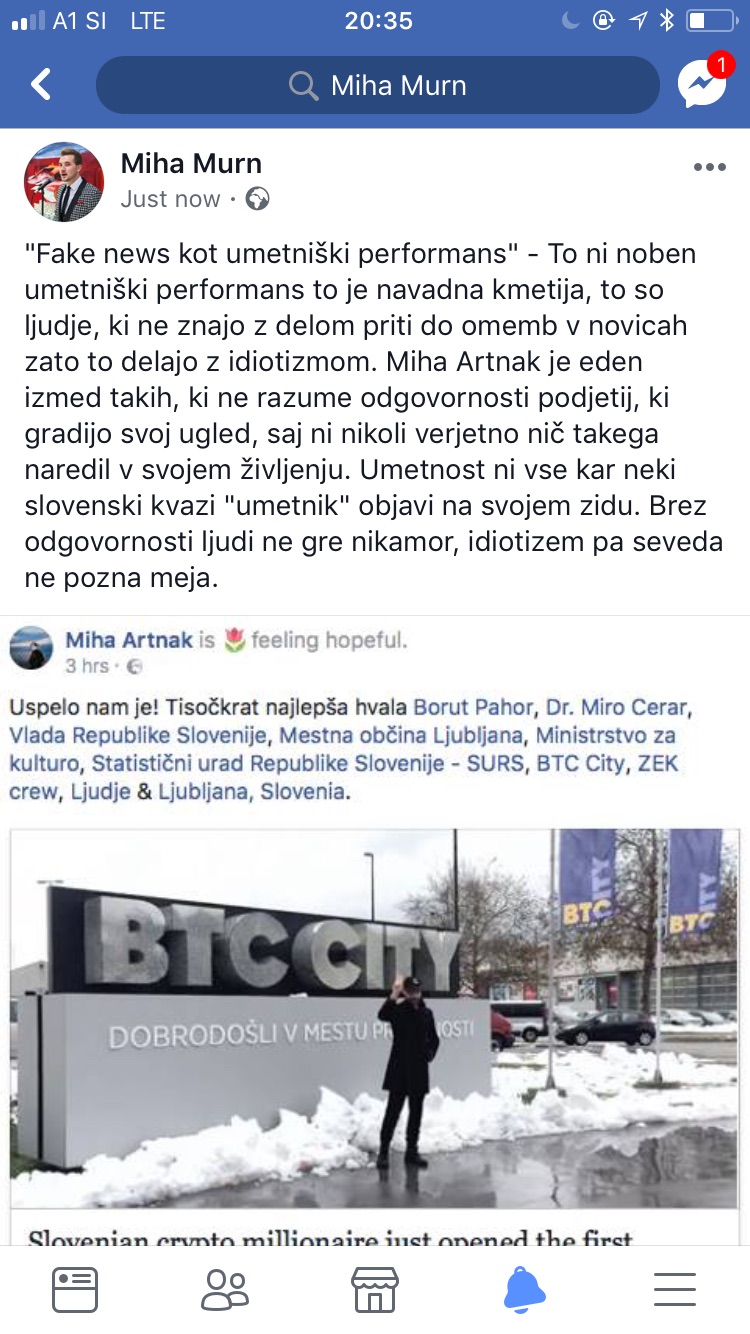 A1 SI LTE 20:35
Miha Murn
1
Miha Murn
Just now ·
"Fake news kot umetniški performans" - To ni noben
umetniški performans to je navadna kmetija, to so
ljudje, ki ne znajo z delom priti do omemb v novicah
zato to delajo z idiotizmom. Miha Artnak je eden
izmed takih, ki ne razume odgovornosti podjetij, ki
gradijo svoj ugled, saj ni nikoli verjetno nič takega
naredil v svojem življenju. Umetnost ni vse kar neki
slovenski kvazi "umetnik" objavi na svojem zidu. Brez
odgovornosti ljudi ne gre nikamor, idiotizem pa seveda
ne pozna meja.
Miha Artnak is feeling hopeful.
3 hrs ·
Uspelo nam je! Tisočkrat najlepša hvala Borut Pahor, Dr. Miro Cerar,
Vlada Republike Slovenije, Mestna občina Ljubljana, Ministrstvo za
kulturo, Statistični urad Republike Slovenije - SURS, BTC City, ZEK
crew, Ljudje & Ljubljana, Slovenia.
BTC CITY
DOBRODOŠLI V MESTU PR OSTI
BTC CITY
BTC CITY
Slovenian crypto millionaire just opened the first